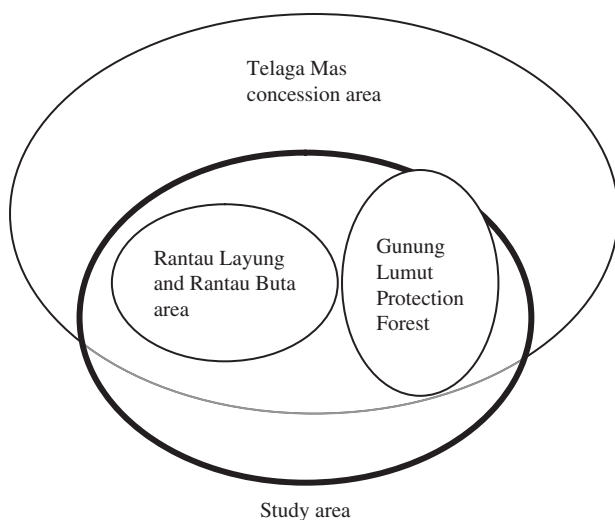 Telaga Mas
concession area
Rantau Layung
and Rantau Buta
area
Gunung
Lumut
Protection
Forest
Study area